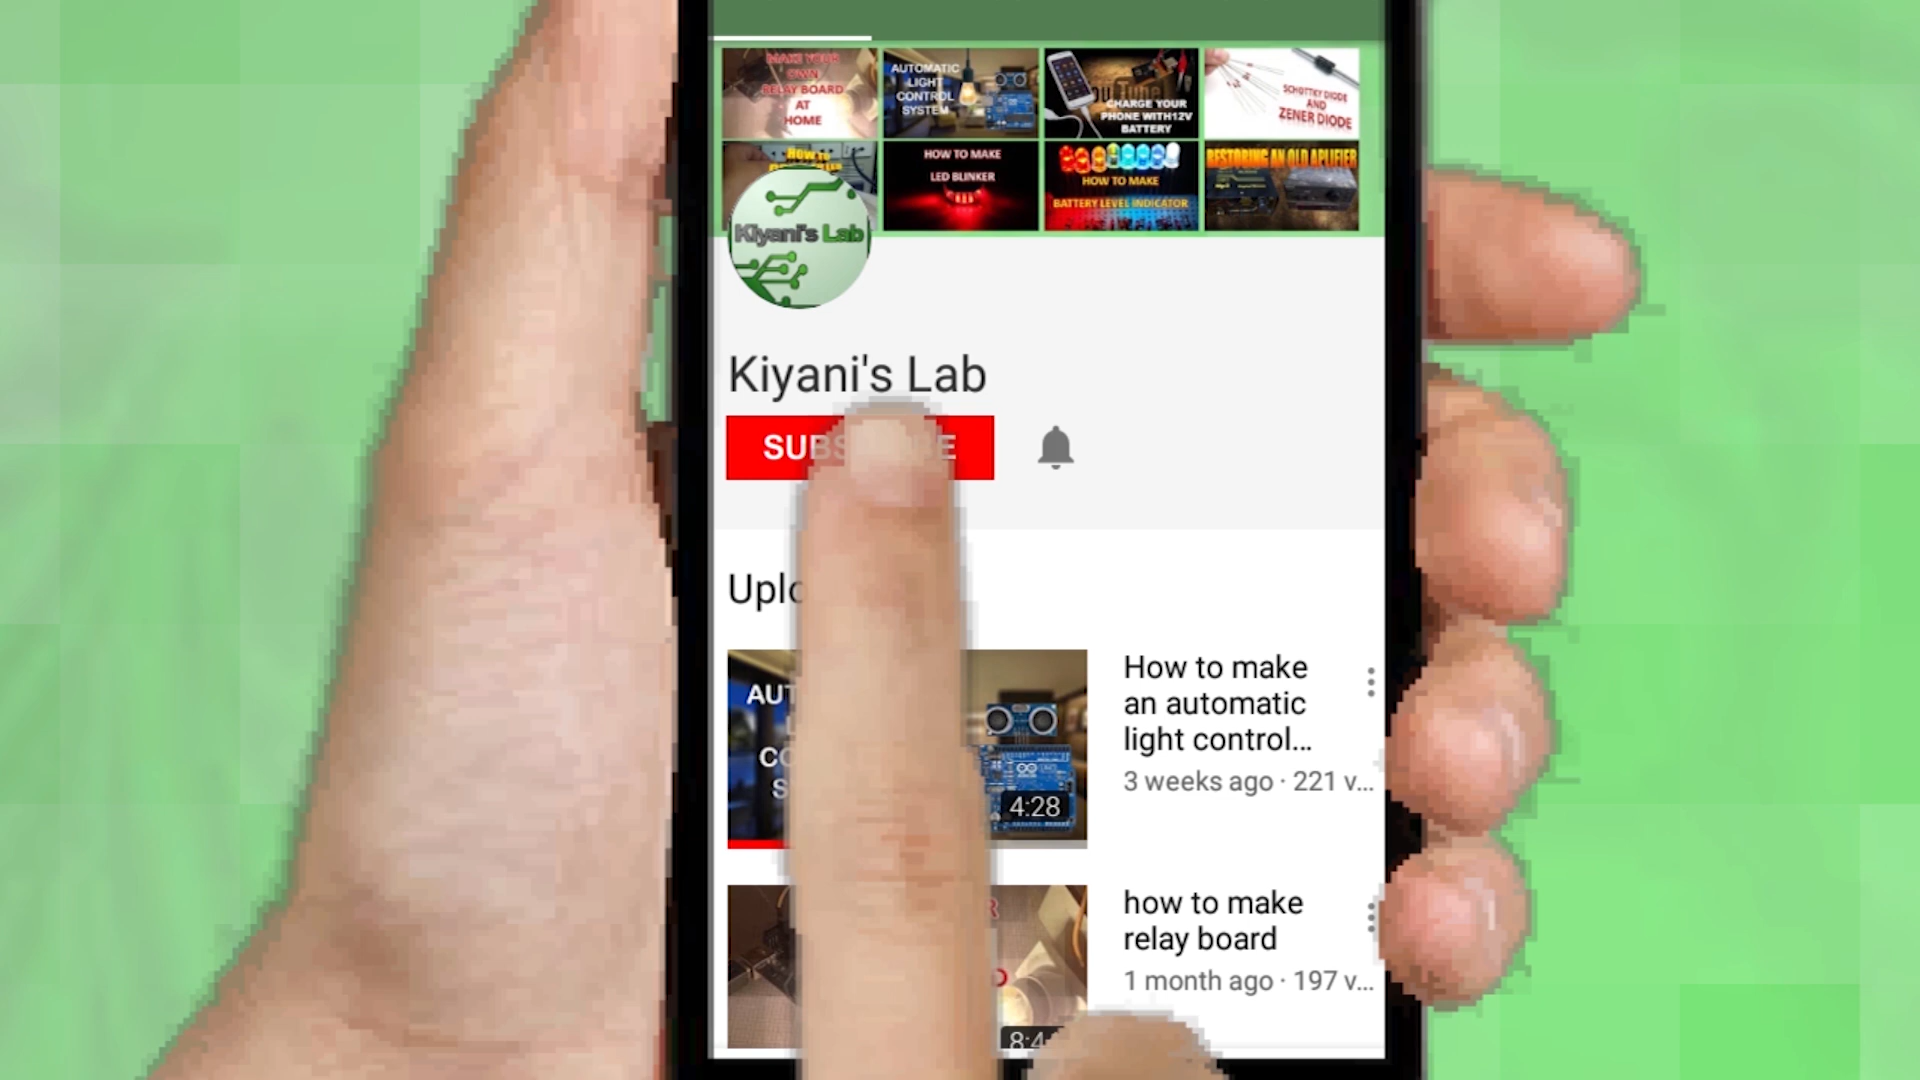 MAKE YOUR
OWN
RELAY BOARD
AT
HOME
AUTOMATIC
LIGHT
CONTROL
SYSTEM
CHARGE YOUR
PHONE WITH12V
BATTERY
SCHOTTKY DIODE
AND
ZENER DIODE
HOW TO
HOW TO MAKE
LED BLINKER
HOW TO MAKE
BATTERY LEVEL INDICATOR
RESTORING AN OLD APLIFIER
Kiyani's Lab
Kiyani's Lab
How to make
an automatic
light control...
3 weeks ago · 221 v...
4:28
how to make
relay board
1 month ago · 197 v...